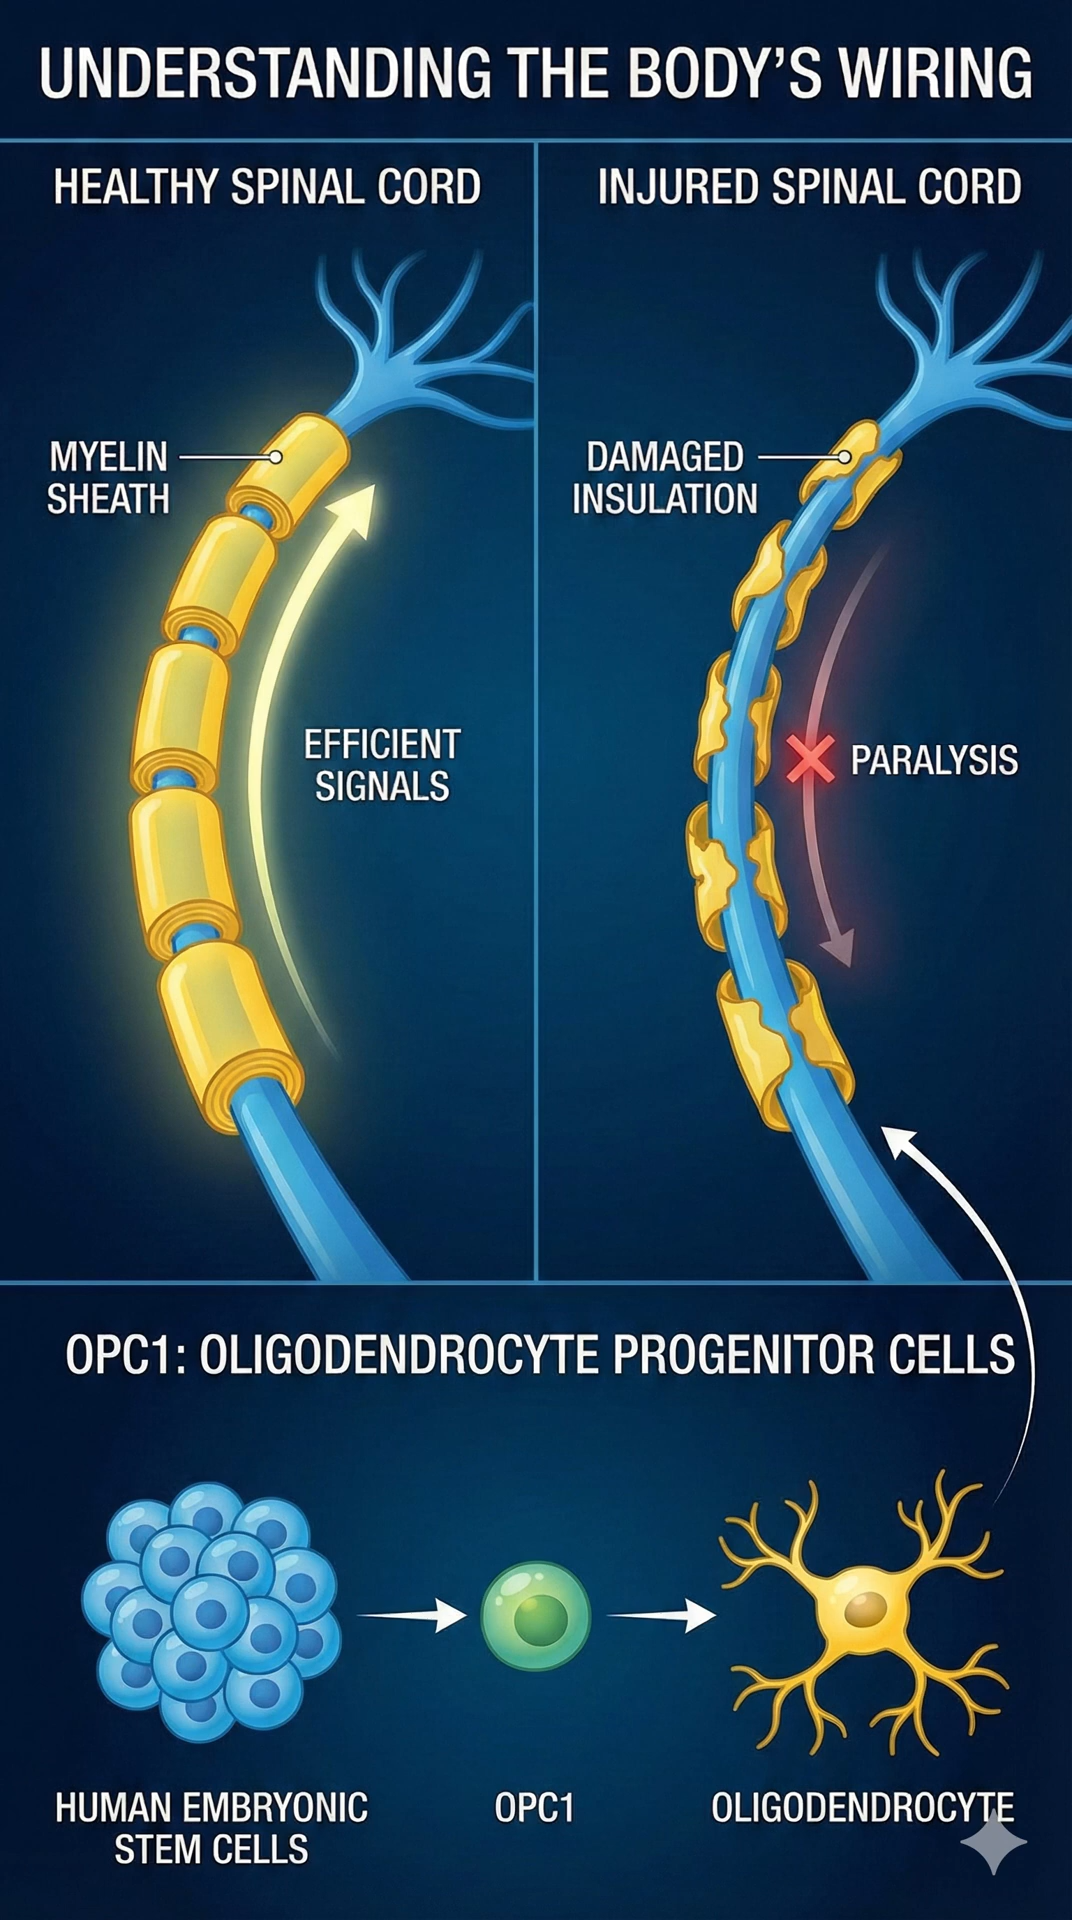 UNDERSTANDING THE BODY'S WIRING
HEALTHY SPINAL CORD
MYELIN
SHEATH
EFFICIENT
SIGNALS
INJURED SPINAL CORD
DAMAGED
INSULATION
PARALYSIS
OPC1: OLIGODENDROCYTE PROGENITOR CELLS
HUMAN EMBRYONIC
STEM CELLS
OPC1
OLIGODENDROCYTE